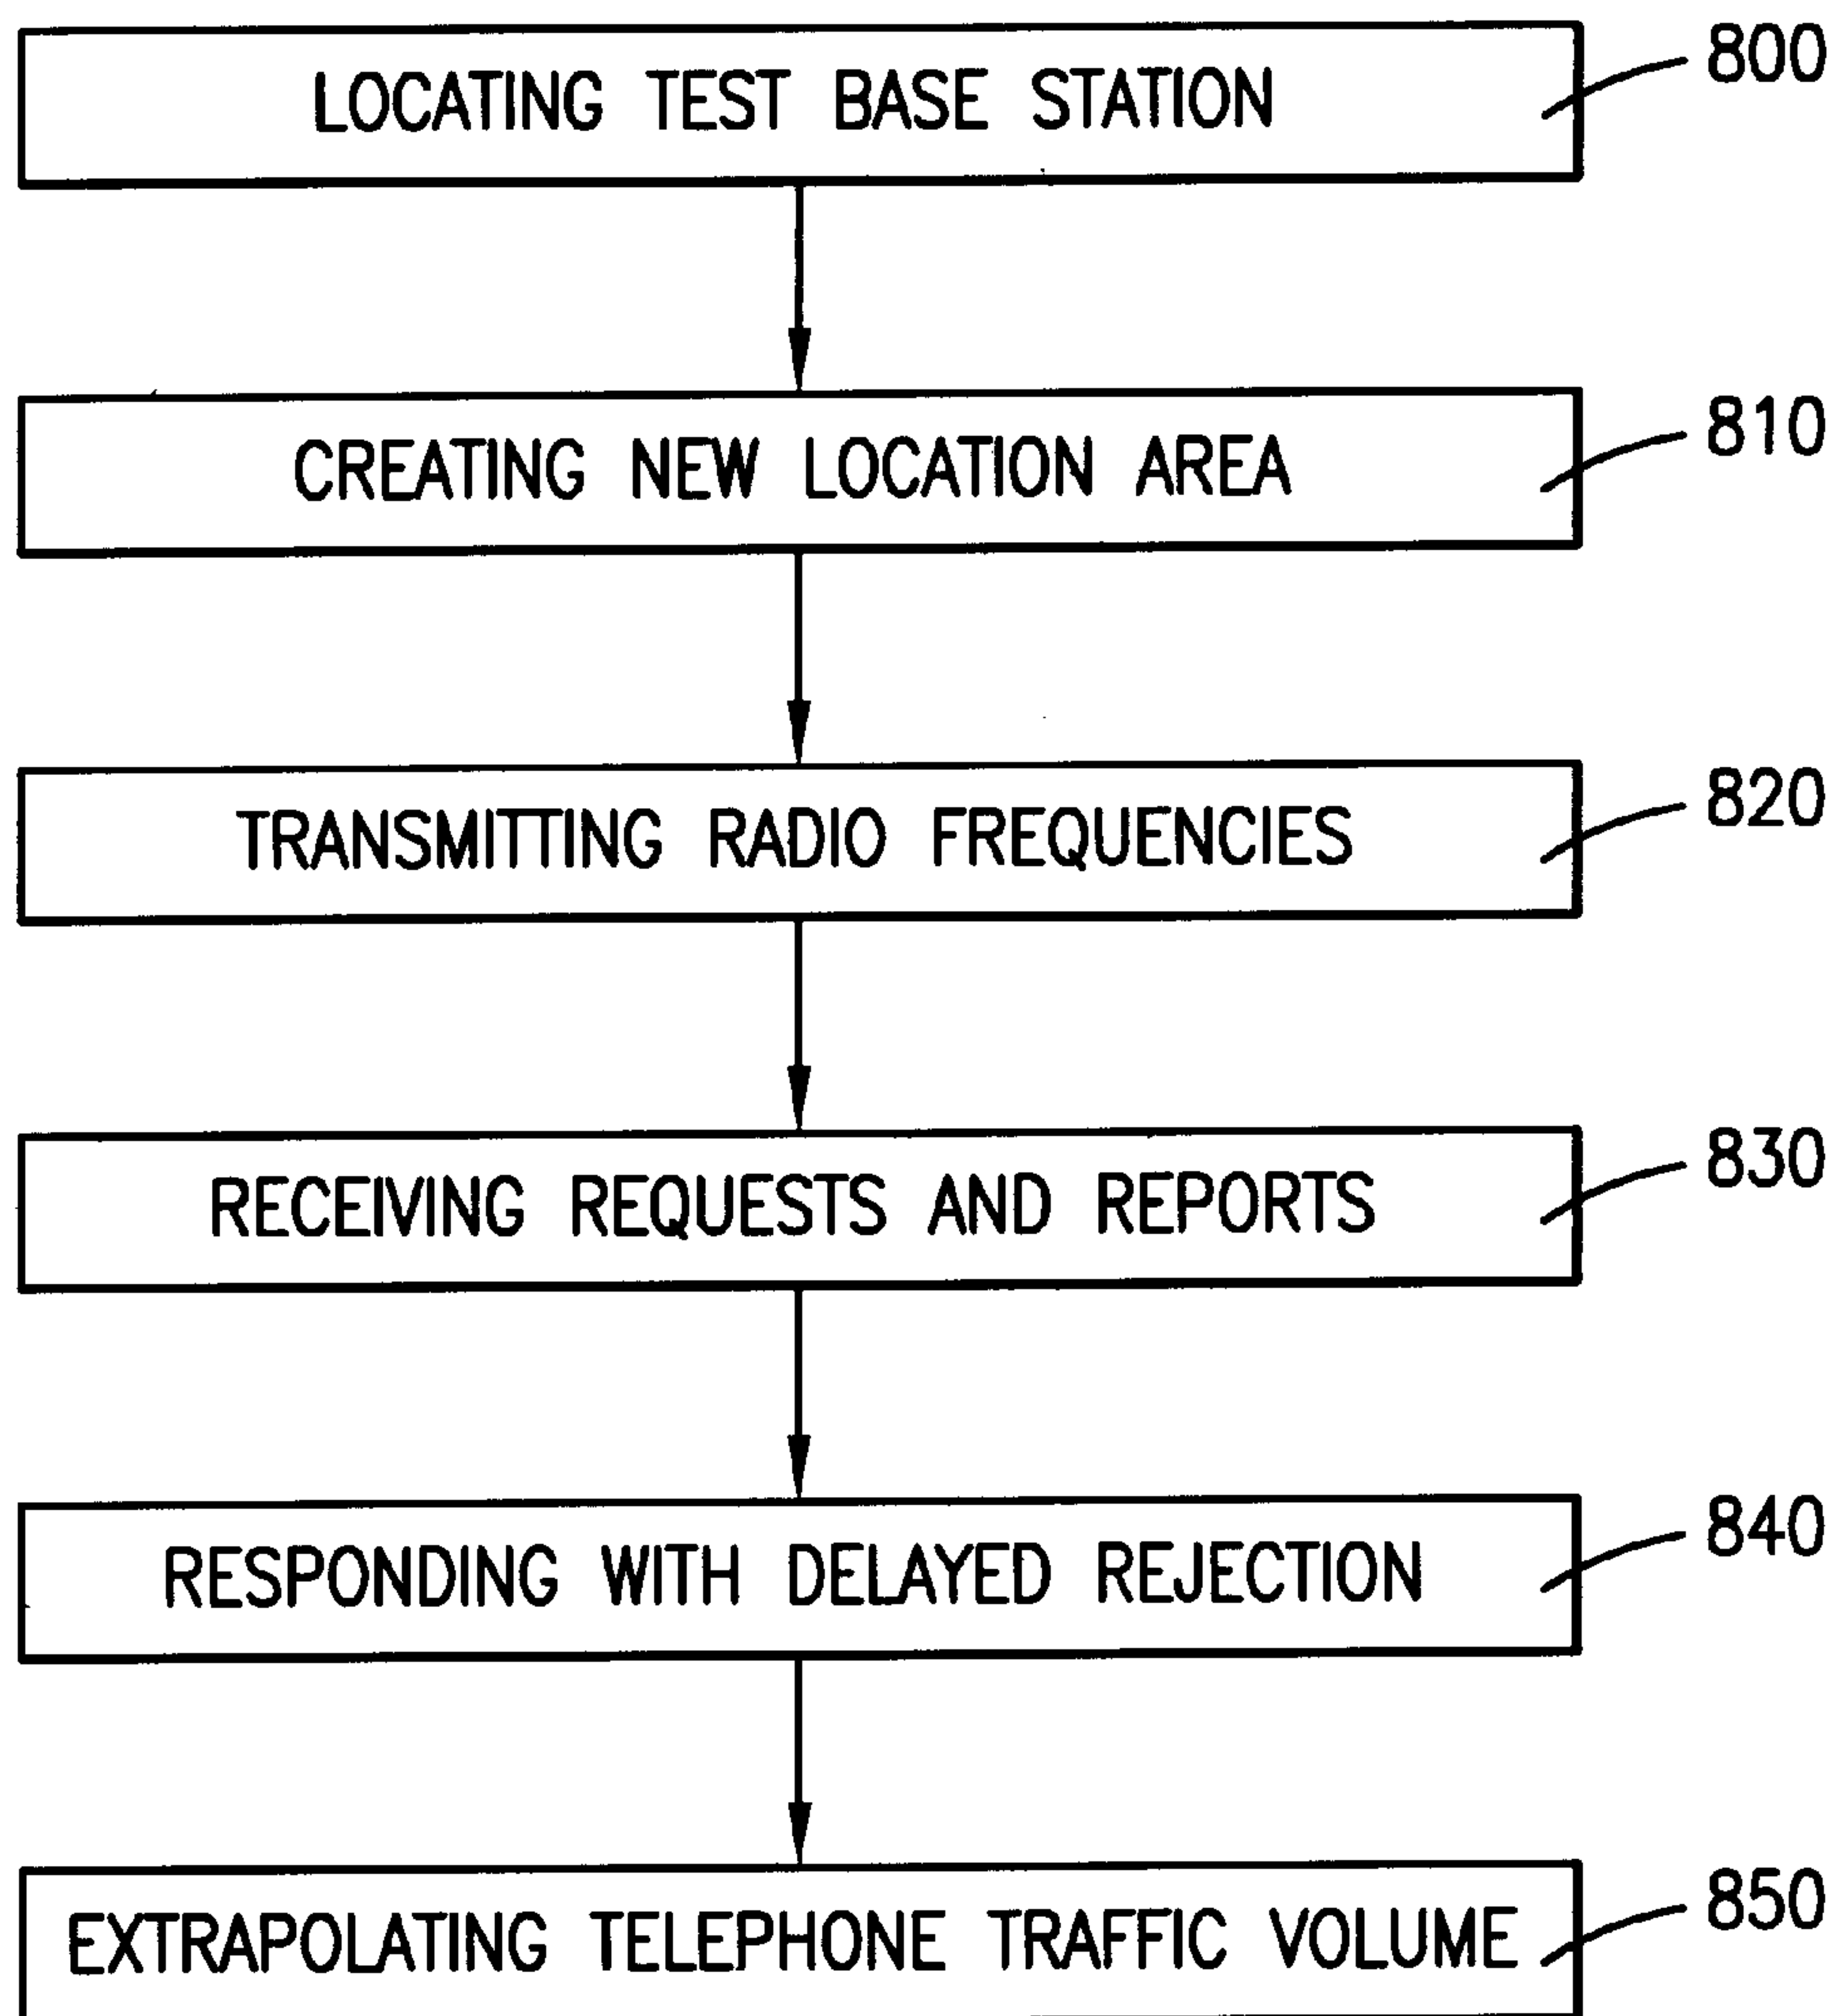 LOCATING TEST BASE STATION 800
CREATING NEW LOCATION AREA 810
TRANSMITTING RADIO FREQUENCIES 820
RECEIVING REQUESTS AND REPORTS 830
RESPONDING WITH DELAYED REJECTION 840
EXTRAPOLATING TELEPHONE TRAFFIC VOLUME 850